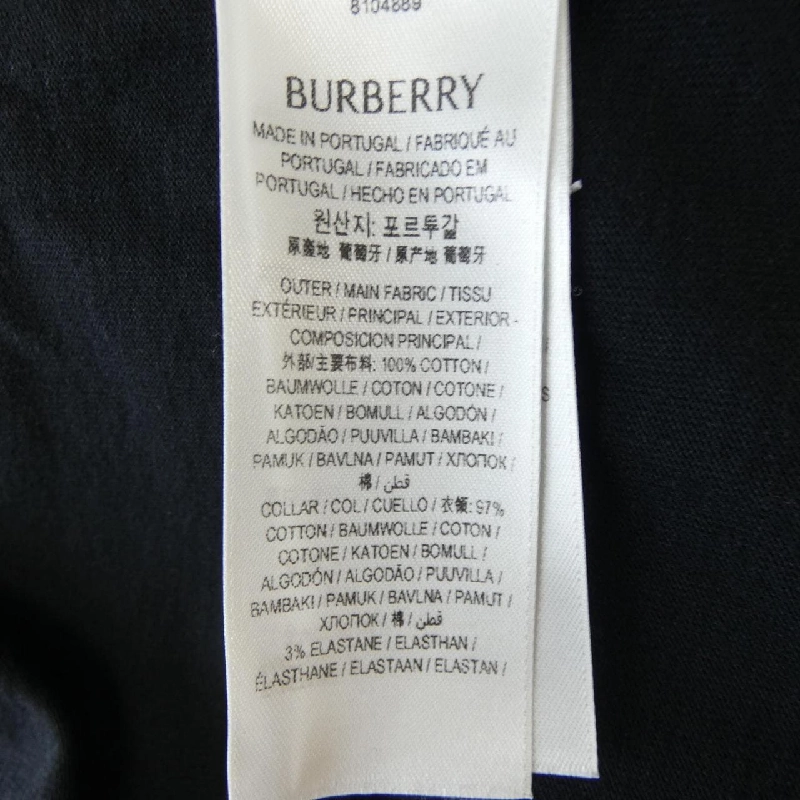 8104889
BURBERRY
MADE IN PORTUGAL / FABRIQUÉ AU
PORTUGAL / FABRICADO EM
PORTUGAL / HECHO EN PORTUGAL
원산지: 포르투갈
原產地 葡萄牙 / 原产地 葡萄牙
OUTER / MAIN FABRIC / TISSU
EXTÉRIEUR / PRINCIPAL / EXTERIOR -
COMPOSICION PRINCIPAL /
外部/主要布料: 100% COTTON /
BAUMWOLLE / COTON / COTONE /
KATOEN / BOMULL / ALGODÓN /
ALGODÃO / PUUVILLA / BAMBAKI /
PAMUK / BAVLNA / PAMUT / ХЛОПОК /
棉 / قطن
COLLAR / COL / CUELLO / 衣領: 97%
COTTON / BAUMWOLLE / COTON /
COTONE / KATOEN / BOMULL /
ALGODÓN / ALGODÃO / PUUVILLA /
BAMBAKI / PAMUK / BAVLNA / PAMUT /
ХЛОПОК / 棉 / قطن
3% ELASTANE / ELASTHAN /
ÉLASTHANE / ELASTAAN / ELASTAN /